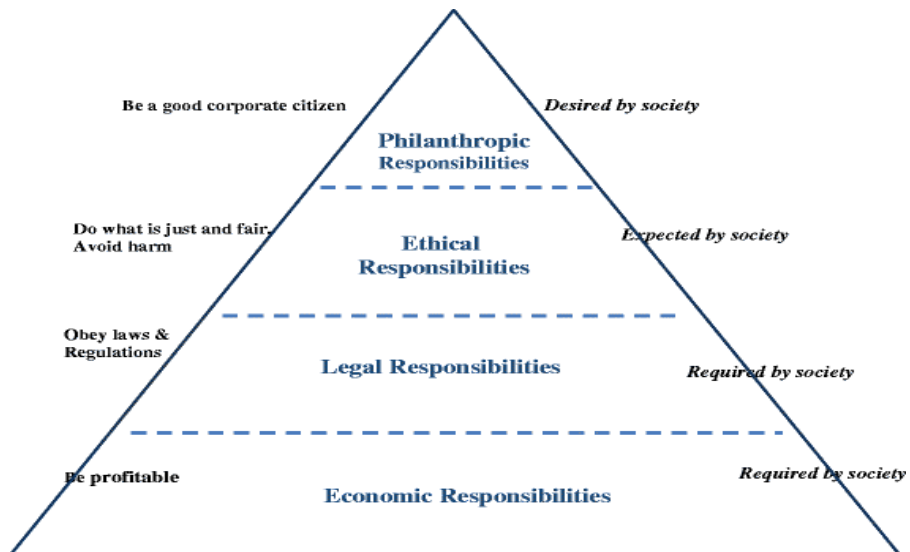 Be a good corporate citizen
Desired by society
Philanthropic
Responsibilities
Do what is just and fair.
Avoid harm
Expected by society
Ethical
Responsibilities
Obey laws &
Regulations
Legal Responsibilities
Required by society
Be profitable
Required by society
Economic Responsibilities